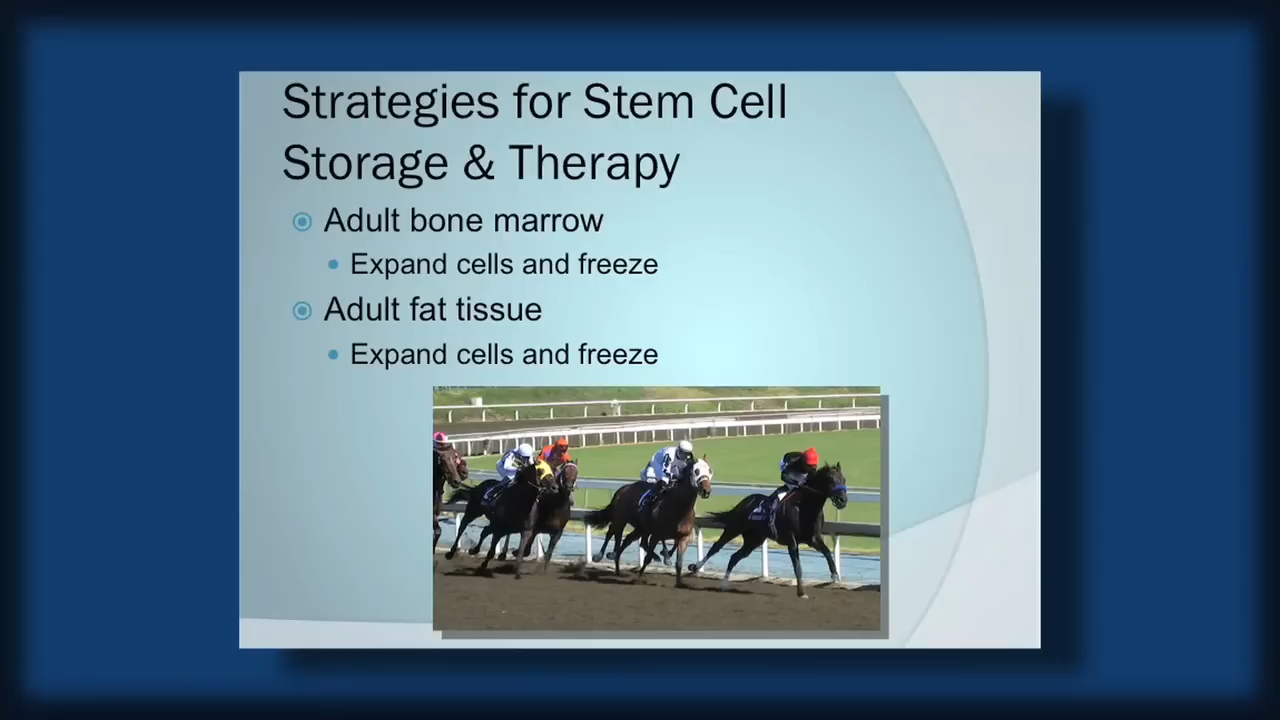 Strategies for Stem Cell
Storage & Therapy
Adult bone marrow
Expand cells and freeze
Adult fat tissue
Expand cells and freeze